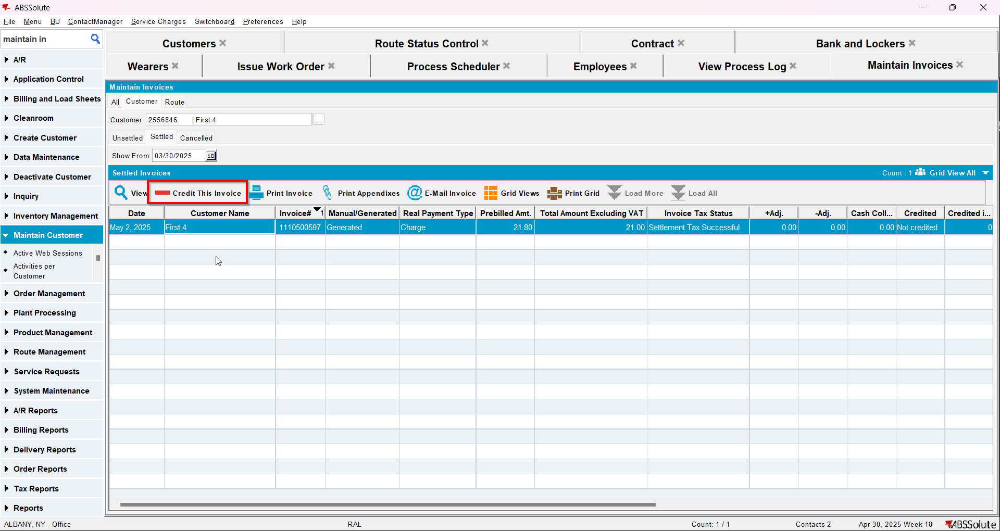 ABSSolute
File Menu BU ContactManager Service Charges Switchboard Preferences Help
maintain in
Customers Route Status Control Contract Bank and Lockers
Wearers Issue Work Order Process Scheduler Employees View Process Log Maintain Invoices
A/R
Application Control
Billing and Load Sheets
Cleanroom
Create Customer
Data Maintenance
Deactivate Customer
Inquiry
Inventory Management
Maintain Customer
Active Web Sessions
Activities per
Customer
Order Management
Plant Processing
Product Management
Route Management
Service Requests
System Maintenance
A/R Reports
Billing Reports
Delivery Reports
Order Reports
Tax Reports
Reports
Maintain Invoices
All Customer Route
Customer 2556846 | First 4 ...
Unsettled Settled Cancelled
Show From 03/30/2025 16
Settled Invoices Count : 1 Grid View All
View Credit This Invoice Print Invoice Print Appendixes @ E-Mail Invoice Grid Views Print Grid Load More Load All
Date Customer Name Invoice# 1 Manual/Generated Real Payment Type Prebilled Amt. Total Amount Excluding VAT Invoice Tax Status +Adj. -Adj. Cash Coll... Credited Credited i...
May 2, 2025 First 4 1110500597 Generated Charge 21.80 21.00 Settlement Tax Successful 0.00 0.00 0.00 Not credited 0
ALBANY, NY - Office RAL Count: 1 / 1 Contacts 2 Apr 30, 2025 Week 18 ABSSolute